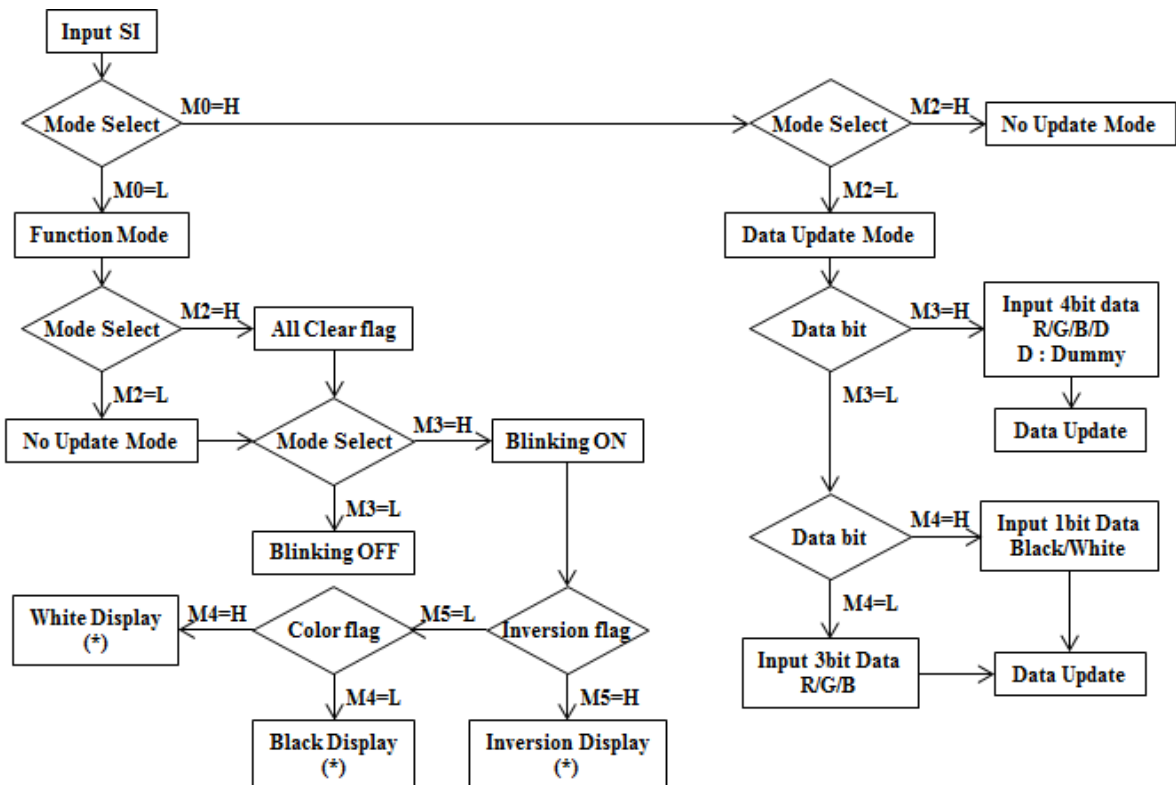 Input SI
Mode Select
M0=H
M0=L
Function Mode
Mode Select
M2=H
All Clear flag
M2=L
No Update Mode
Mode Select
M3=H
Blinking ON
M3=L
Blinking OFF
Inversion flag
M5=L
Color flag
M4=H
White Display
(*)
M4=L
Black Display
(*)
M5=H
Inversion Display
(*)
Mode Select
M2=H
No Update Mode
M2=L
Data Update Mode
Data bit
M3=H
Input 4bit data
R/G/B/D
D : Dummy
Data Update
M3=L
Data bit
M4=H
Input 1bit Data
Black/White
M4=L
Input 3bit Data
R/G/B
Data Update